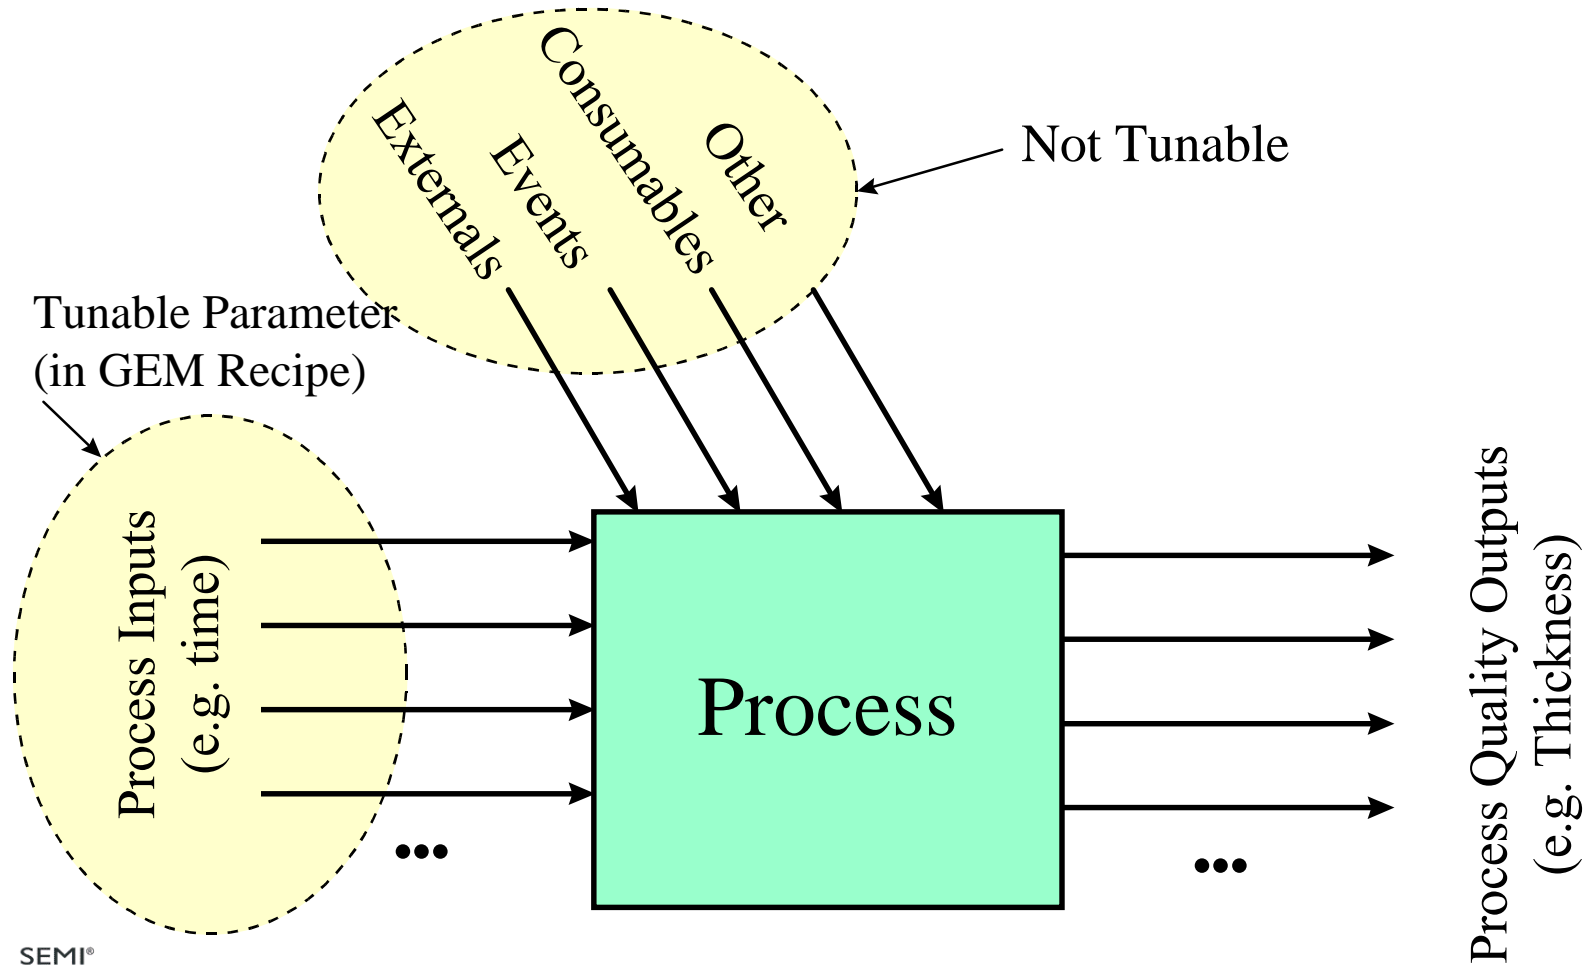 Externals
Events
Consumables
Other
Not Tunable
Tunable Parameter
(in GEM Recipe)
Process Inputs
(e.g. time)
Process
Process Quality Outputs
(e.g. Thickness)
•••
•••
SEMI®